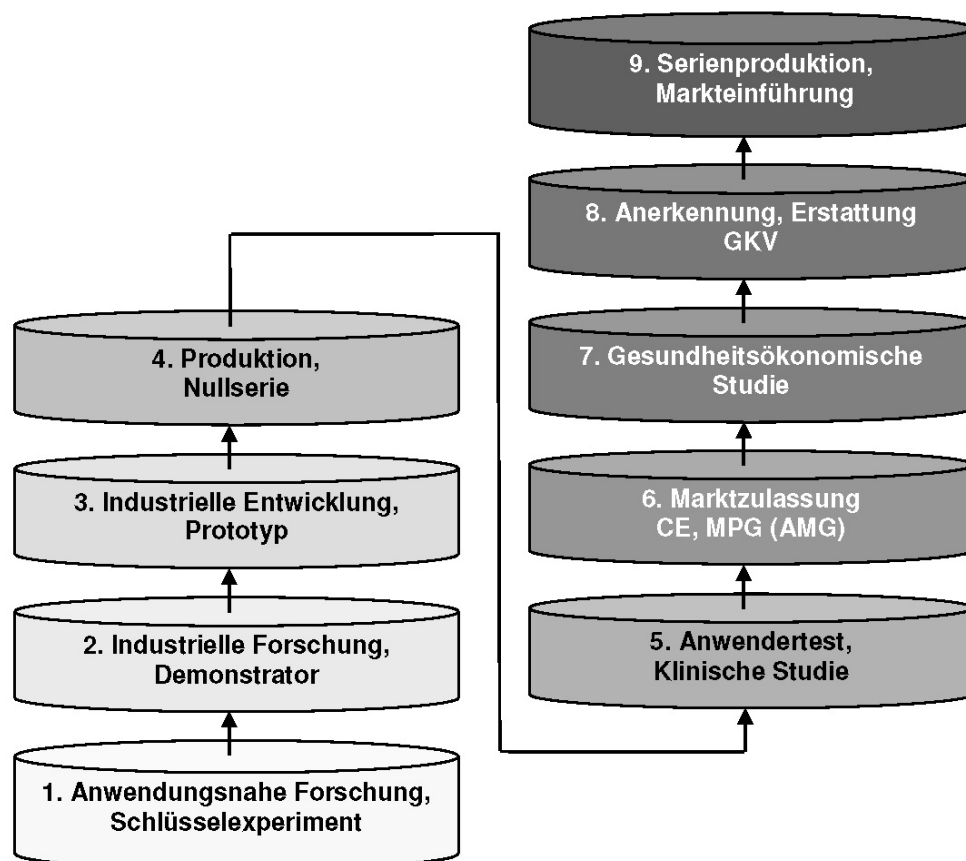 1. Anwendungsnahe Forschung,
Schlüsselexperiment
2. Industrielle Forschung,
Demonstrator
3. Industrielle Entwicklung,
Prototyp
4. Produktion,
Nullserie
5. Anwendertest,
Klinische Studie
6. Marktzulassung
CE, MPG (AMG)
7. Gesundheitsökonomische
Studie
8. Anerkennung, Erstattung
GKV
9. Serienproduktion,
Markteinführung